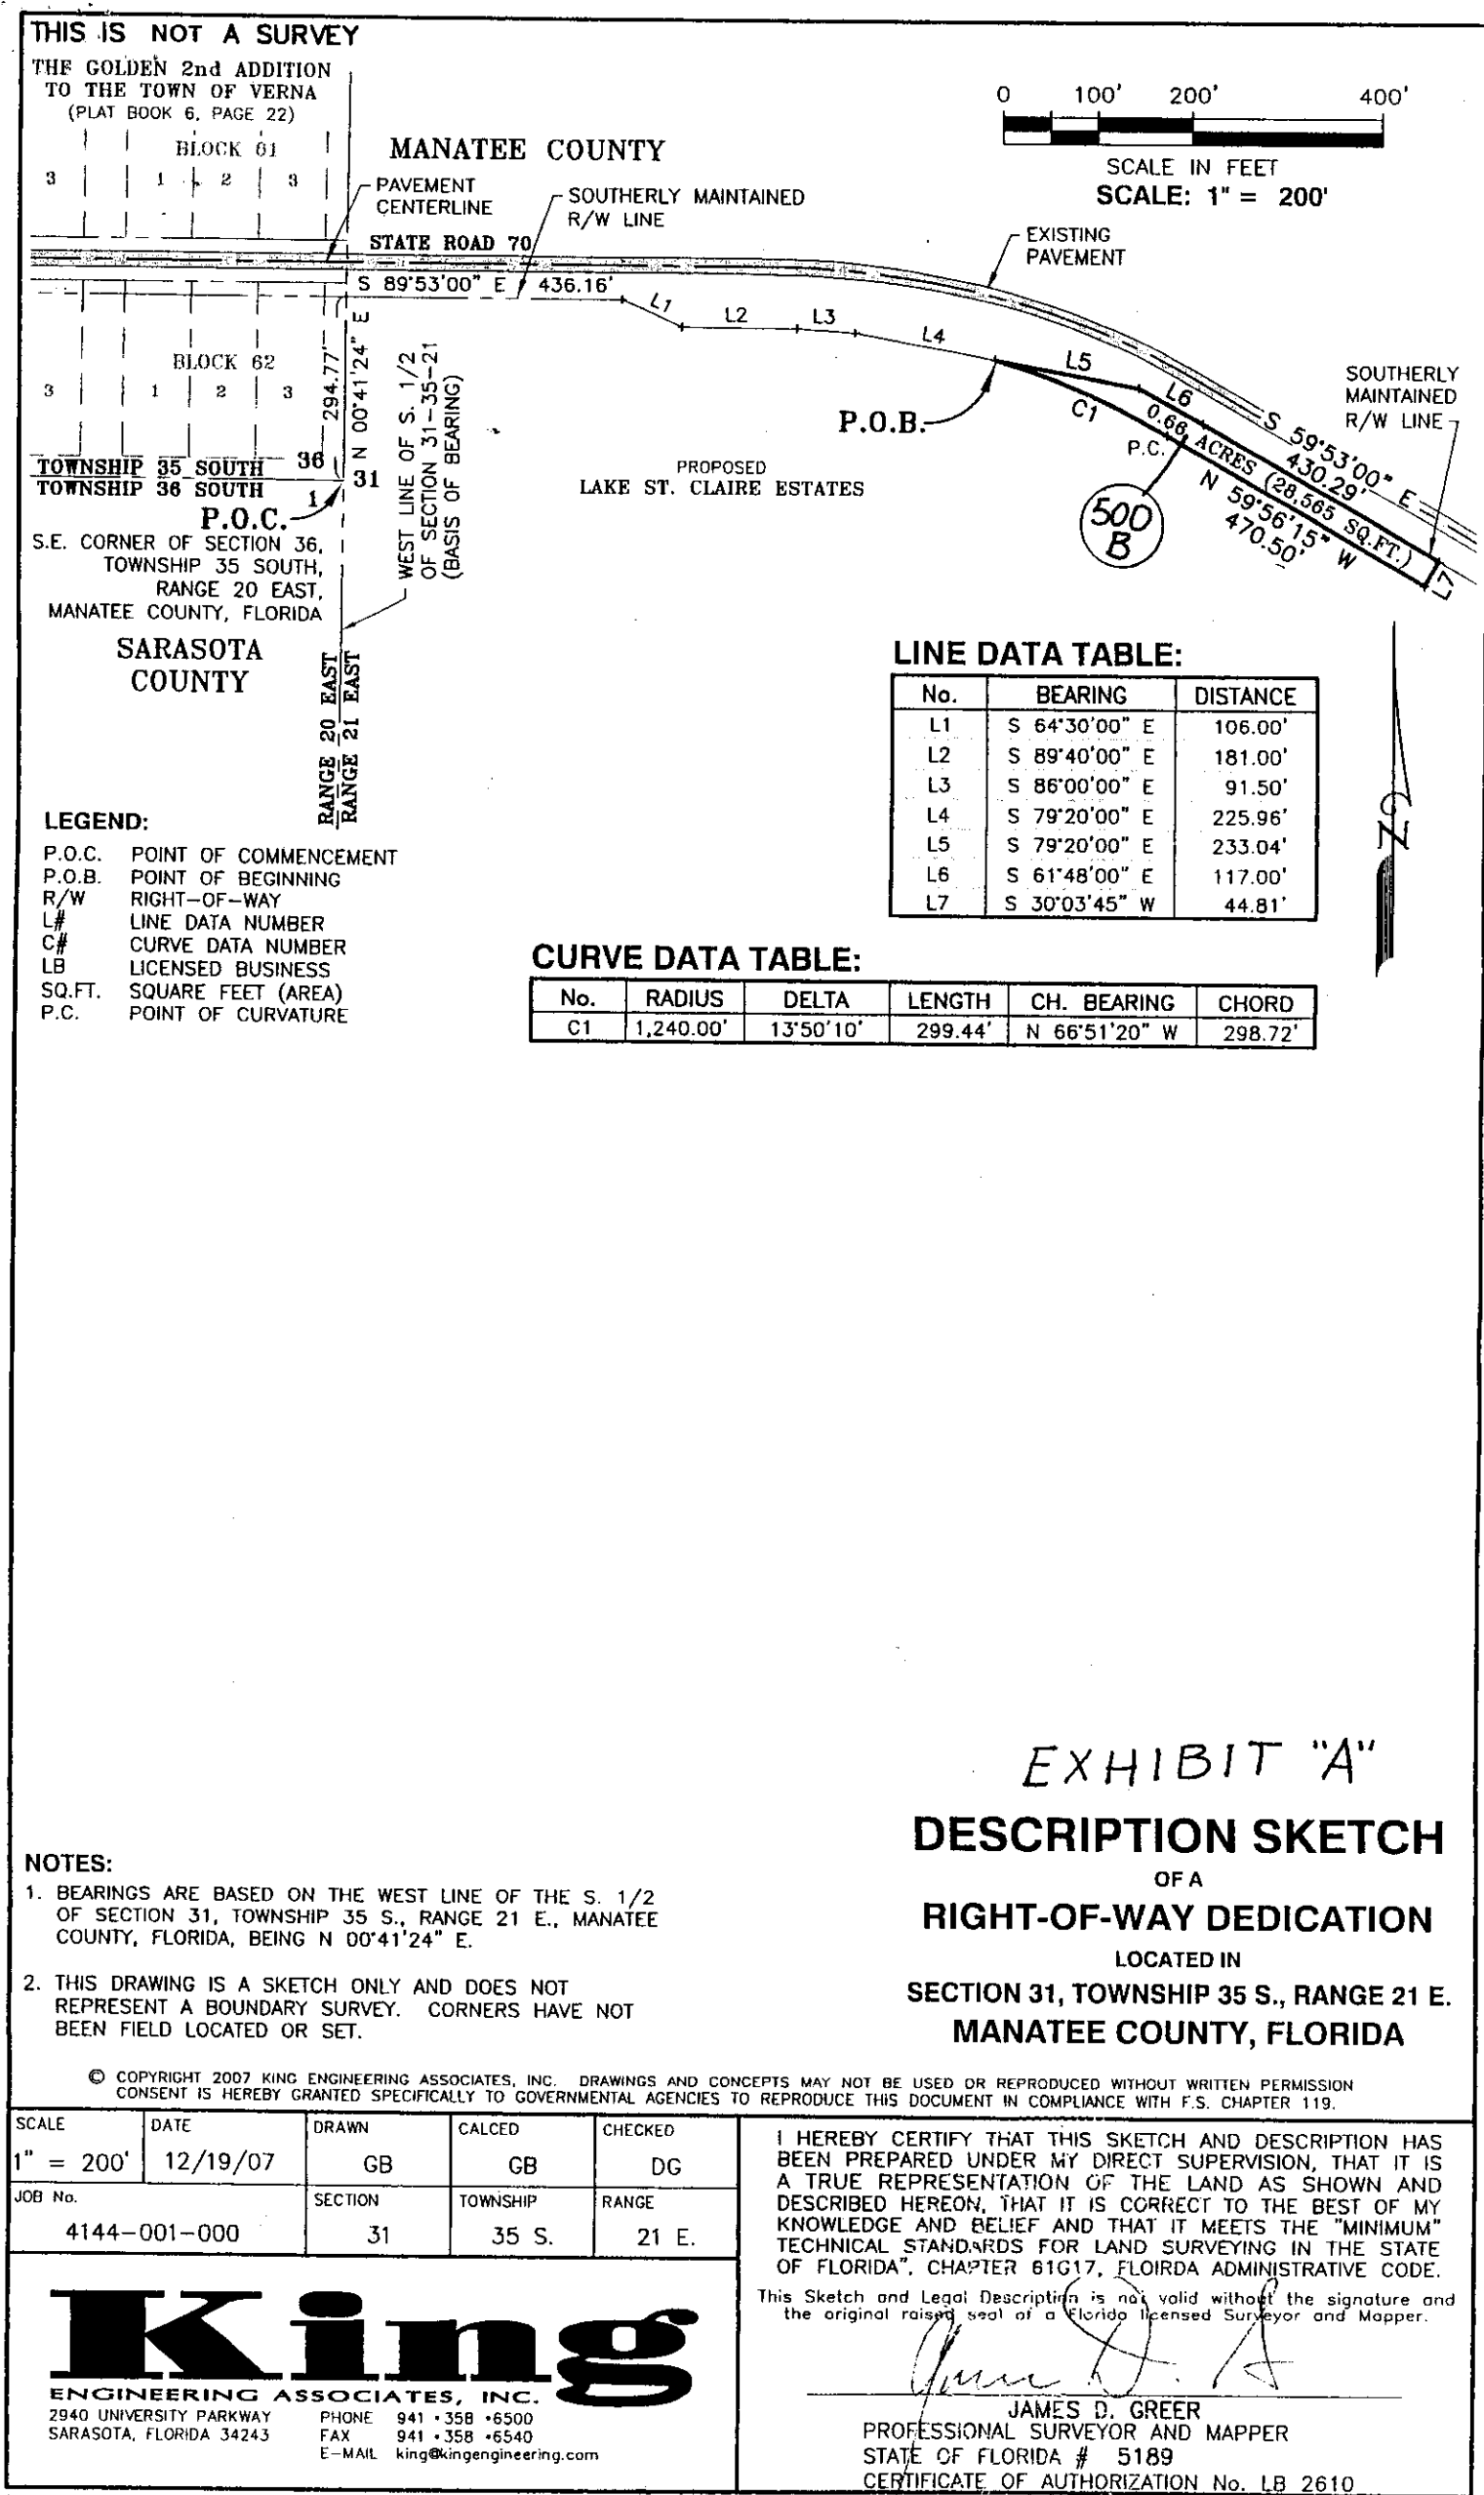 THIS IS NOT A SURVEY
THE GOLDEN 2nd ADDITION
TO THE TOWN OF VERNA
(PLAT BOOK 6, PAGE 22)
BLOCK 61
3 1 2 3
MANATEE COUNTY
0 100' 200' 400'
SCALE IN FEET
SCALE: 1" = 200'
PAVEMENT
CENTERLINE
SOUTHERLY MAINTAINED
R/W LINE
STATE ROAD 70
EXISTING
PAVEMENT
S 89°53'00" E 436.16'
L1
L2
L3
L4
L5
L6
C1
P.C.
BLOCK 62
3 1 2 3
294.77'
N 00°41'24" E
WEST LINE OF S. 1/2
OF SECTION 31-35-21
(BASIS OF BEARING)
P.O.B.
PROPOSED
LAKE ST. CLAIRE ESTATES
0.66 ACRES (28,565 SQ.FT.)
S 59°53'00" E
430.29'
N 59°56'15" W
470.50'
SOUTHERLY
MAINTAINED
R/W LINE
L7
500
B
TOWNSHIP 35 SOUTH 36
TOWNSHIP 36 SOUTH 1
31
P.O.C.
S.E. CORNER OF SECTION 36,
TOWNSHIP 35 SOUTH,
RANGE 20 EAST,
MANATEE COUNTY, FLORIDA
SARASOTA
COUNTY
RANGE 20 EAST
RANGE 21 EAST
LINE DATA TABLE:
No. BEARING DISTANCE
L1 S 64°30'00" E 106.00'
L2 S 89°40'00" E 181.00'
L3 S 86°00'00" E 91.50'
L4 S 79°20'00" E 225.96'
L5 S 79°20'00" E 233.04'
L6 S 61°48'00" E 117.00'
L7 S 30°03'45" W 44.81'
N
LEGEND:
P.O.C. POINT OF COMMENCEMENT
P.O.B. POINT OF BEGINNING
R/W RIGHT-OF-WAY
L# LINE DATA NUMBER
C# CURVE DATA NUMBER
LB LICENSED BUSINESS
SQ.FT. SQUARE FEET (AREA)
P.C. POINT OF CURVATURE
CURVE DATA TABLE:
No. RADIUS DELTA LENGTH CH. BEARING CHORD
C1 1,240.00' 13°50'10" 299.44' N 66°51'20" W 298.72'
EXHIBIT "A"
DESCRIPTION SKETCH
OF A
RIGHT-OF-WAY DEDICATION
LOCATED IN
SECTION 31, TOWNSHIP 35 S., RANGE 21 E.
MANATEE COUNTY, FLORIDA
NOTES:
1. BEARINGS ARE BASED ON THE WEST LINE OF THE S. 1/2
OF SECTION 31, TOWNSHIP 35 S., RANGE 21 E., MANATEE
COUNTY, FLORIDA, BEING N 00°41'24" E.
2. THIS DRAWING IS A SKETCH ONLY AND DOES NOT
REPRESENT A BOUNDARY SURVEY. CORNERS HAVE NOT
BEEN FIELD LOCATED OR SET.
© COPYRIGHT 2007 KING ENGINEERING ASSOCIATES, INC. DRAWINGS AND CONCEPTS MAY NOT BE USED OR REPRODUCED WITHOUT WRITTEN PERMISSION
CONSENT IS HEREBY GRANTED SPECIFICALLY TO GOVERNMENTAL AGENCIES TO REPRODUCE THIS DOCUMENT IN COMPLIANCE WITH F.S. CHAPTER 119.
SCALE DATE DRAWN CALCED CHECKED
1" = 200' 12/19/07 GB GB DG
JOB No. SECTION TOWNSHIP RANGE
4144-001-000 31 35 S. 21 E.
King
ENGINEERING ASSOCIATES, INC.
2940 UNIVERSITY PARKWAY PHONE 941 • 358 •6500
SARASOTA, FLORIDA 34243 FAX 941 • 358 •6540
E-MAIL king@kingengineering.com
I HEREBY CERTIFY THAT THIS SKETCH AND DESCRIPTION HAS
BEEN PREPARED UNDER MY DIRECT SUPERVISION, THAT IT IS
A TRUE REPRESENTATION OF THE LAND AS SHOWN AND
DESCRIBED HEREON, THAT IT IS CORRECT TO THE BEST OF MY
KNOWLEDGE AND BELIEF AND THAT IT MEETS THE "MINIMUM"
TECHNICAL STANDARDS FOR LAND SURVEYING IN THE STATE
OF FLORIDA", CHAPTER 61G17, FLOIRDA ADMINISTRATIVE CODE.
This Sketch and Legal Description is not valid without the signature and
the original raised seal of a Florida licensed Surveyor and Mapper.
JAMES D. GREER
PROFESSIONAL SURVEYOR AND MAPPER
STATE OF FLORIDA # 5189
CERTIFICATE OF AUTHORIZATION No. LB 2610